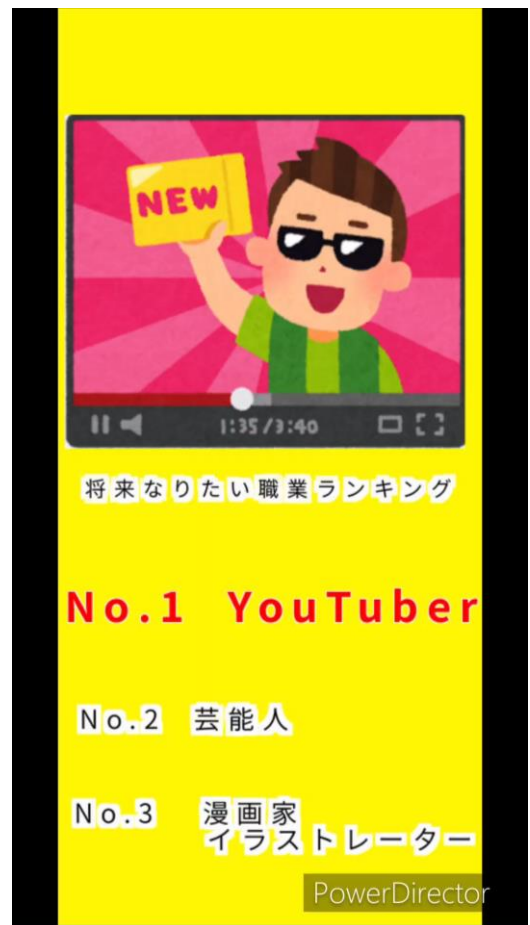 NEW
1:35/3:40
将来なりたい職業ランキング
No.1 YouTuber
No.2 芸能人
No.3 漫画家
イラストレーター
PowerDirector